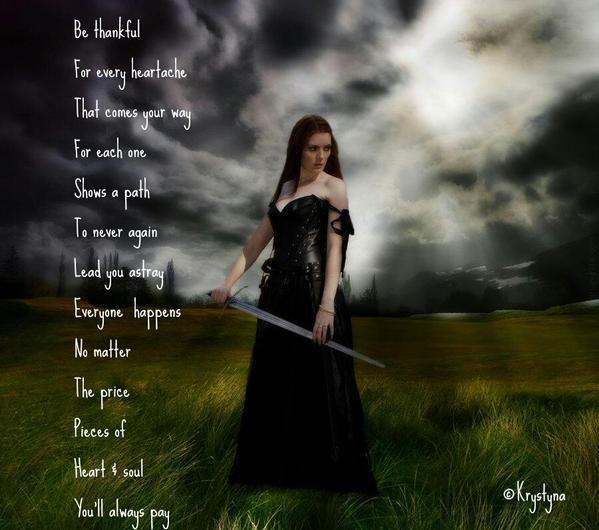 Be thankful
For every heartache
That comes your way
For each one
Shows a path
To never again
Lead you astray
Everyone happens
No matter
The price
Pieces of
Heart & soul
You'll always pay
©Krystyna